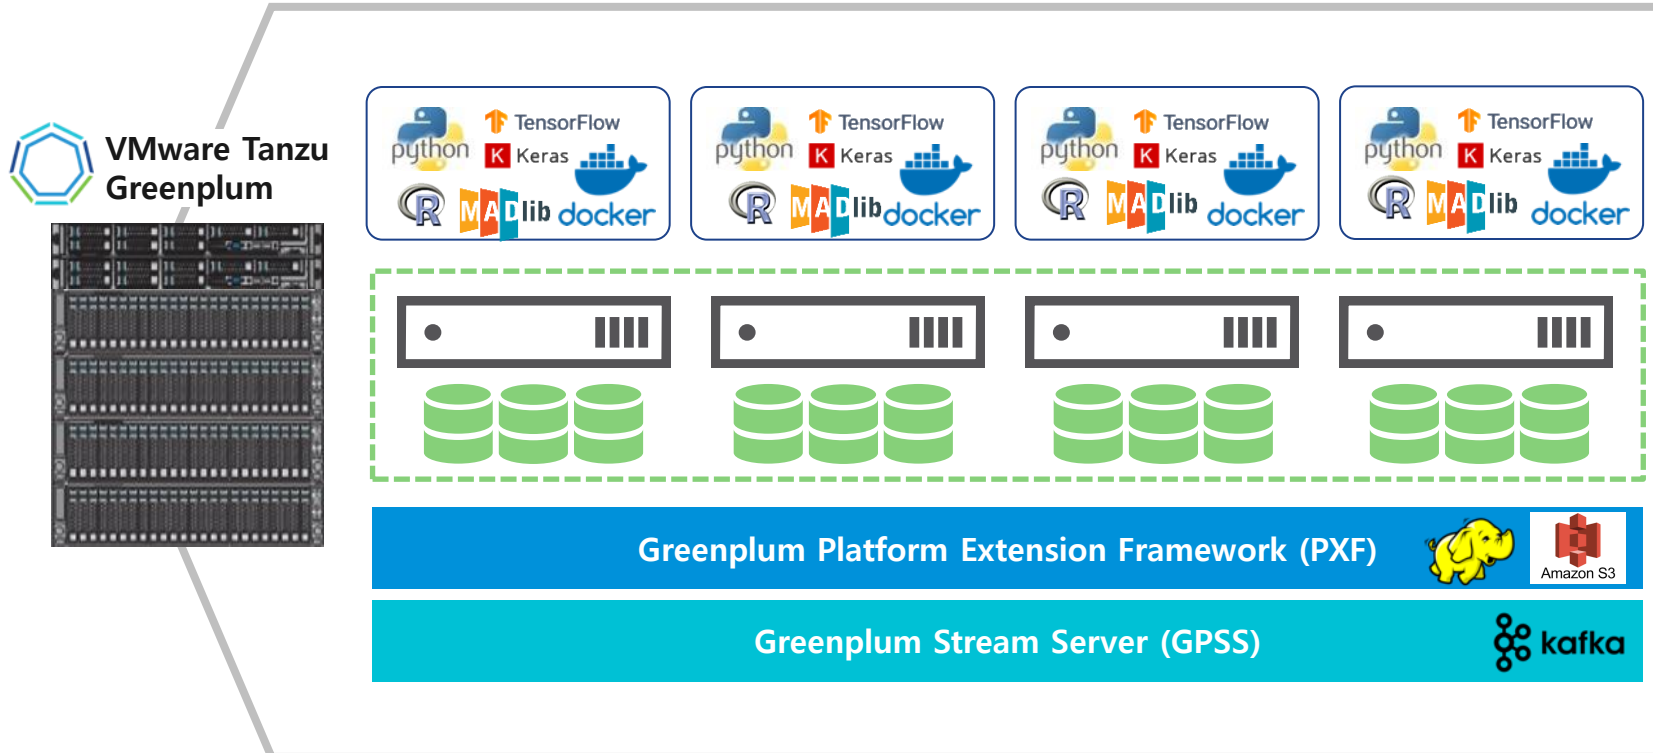 VMware Tanzu
Greenplum
python
TensorFlow
K Keras
R
MADlib
docker
python
TensorFlow
K Keras
R
MADlib
docker
python
TensorFlow
K Keras
R
MADlib
docker
python
TensorFlow
K Keras
R
MADlib
docker
Greenplum Platform Extension Framework (PXF)
Amazon S3
Greenplum Stream Server (GPSS)
kafka